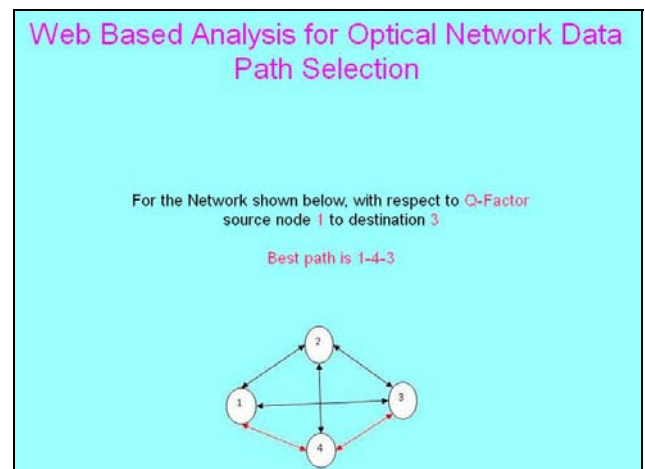 Web Based Analysis for Optical Network Data
Path Selection
For the Network shown below, with respect to Q-Factor
source node 1 to destination 3
Best path is 1-4-3
2
1
3
4